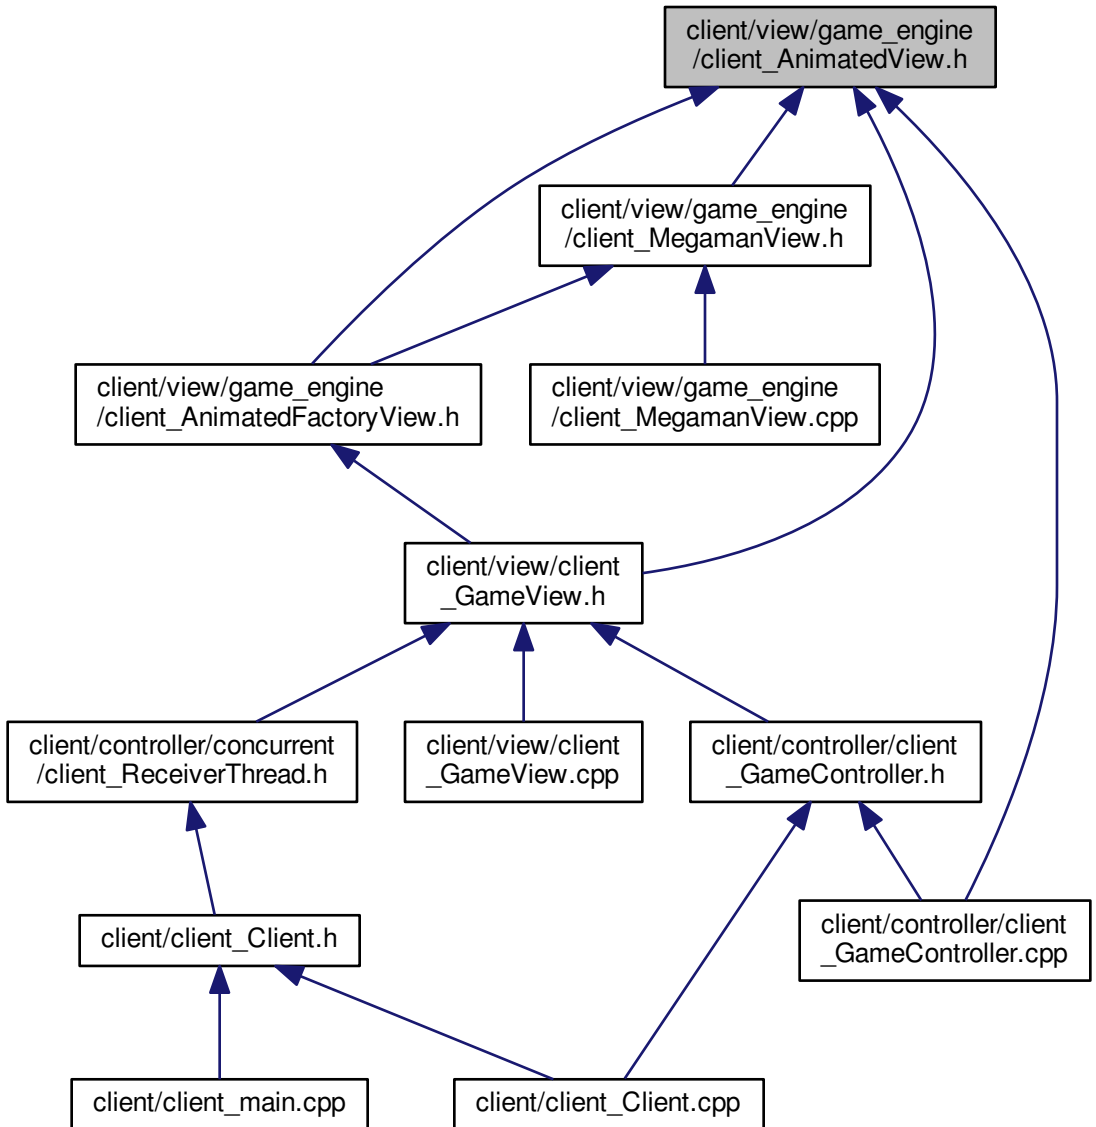 client/view/game_engine
/client_AnimatedView.h
client/view/game_engine
/client_MegamanView.h
client/view/game_engine
/client_AnimatedFactoryView.h
client/view/game_engine
/client_MegamanView.cpp
client/view/client
_GameView.h
client/controller/concurrent
/client_ReceiverThread.h
client/view/client
_GameView.cpp
client/controller/client
_GameController.h
client/controller/client
_GameController.cpp
client/client_Client.h
client/client_main.cpp
client/client_Client.cpp